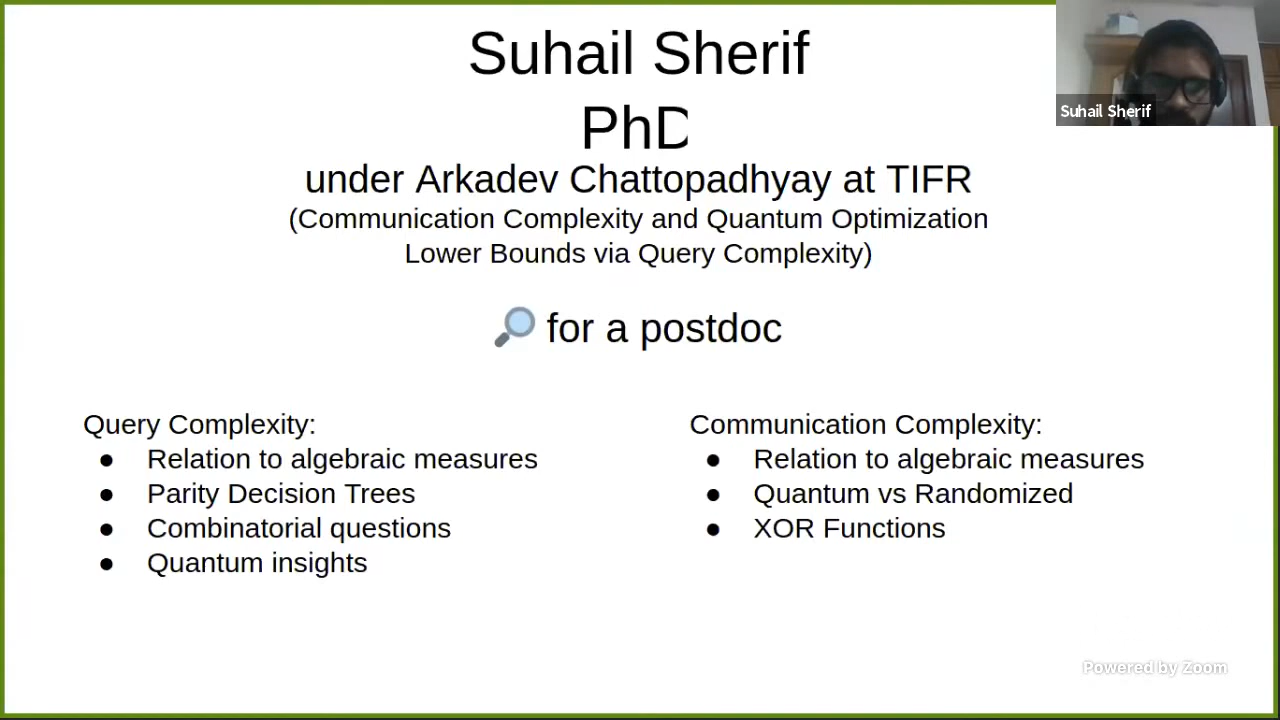 Suhail Sherif
PhD
under Arkadev Chattopadhyay at TIFR
(Communication Complexity and Quantum Optimization
Lower Bounds via Query Complexity)
🔎 for a postdoc
Query Complexity:
● Relation to algebraic measures
● Parity Decision Trees
● Combinatorial questions
● Quantum insights
Communication Complexity:
● Relation to algebraic measures
● Quantum vs Randomized
● XOR Functions
Suhail Sherif
Powered by Zoom